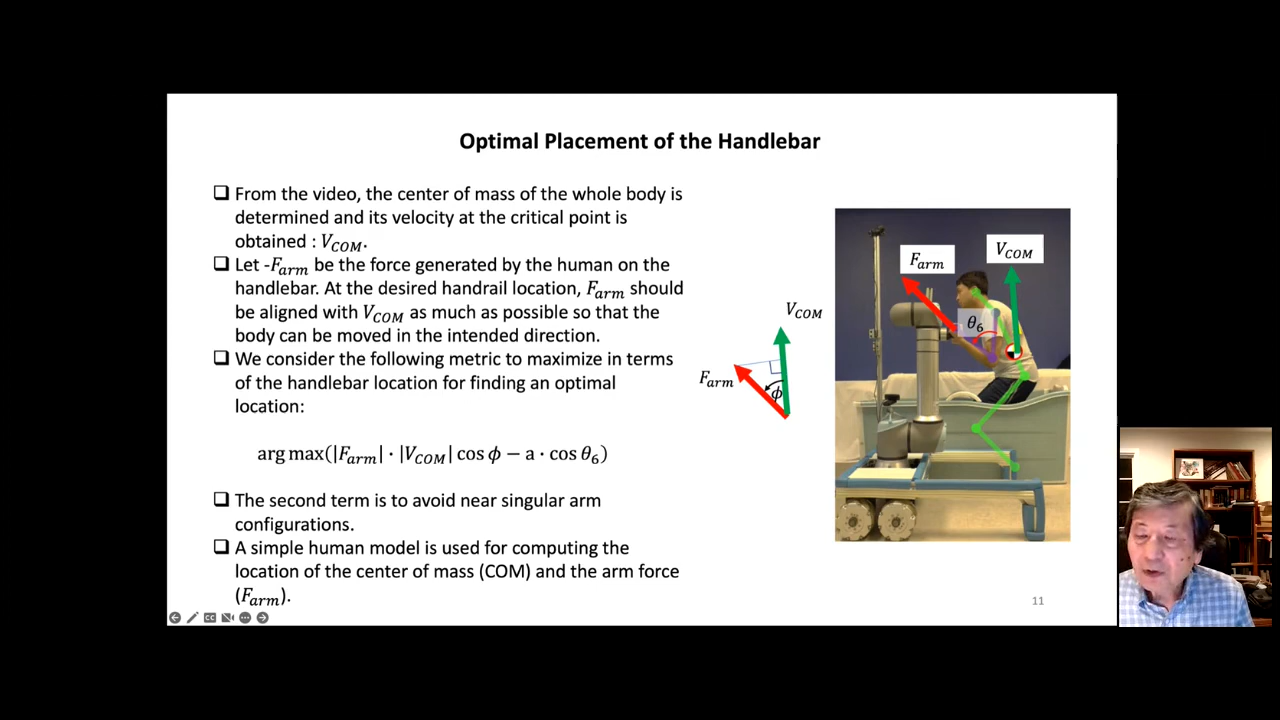 Optimal Placement of the Handlebar
❑ From the video, the center of mass of the whole body is
determined and its velocity at the critical point is
obtained : V_COM.
❑ Let -F_arm be the force generated by the human on the
handlebar. At the desired handrail location, F_arm should
be aligned with V_COM as much as possible so that the
body can be moved in the intended direction.
❑ We consider the following metric to maximize in terms
of the handlebar location for finding an optimal
location:
arg max(|F_arm| · |V_COM| cos ϕ − a · cos θ_6)
❑ The second term is to avoid near singular arm
configurations.
❑ A simple human model is used for computing the
location of the center of mass (COM) and the arm force
(F_arm).
V_COM
F_arm
ϕ
F_arm
V_COM
θ_6
11
CC